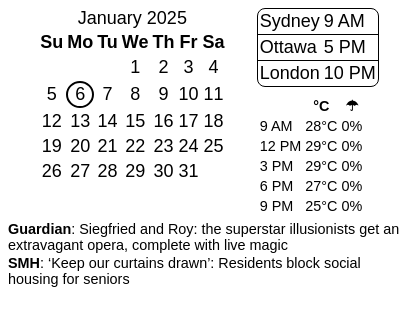 January 2025
Su Mo Tu We Th Fr Sa
1 2 3 4
5 6 7 8 9 10 11
12 13 14 15 16 17 18
19 20 21 22 23 24 25
26 27 28 29 30 31
Sydney 9 AM
Ottawa 5 PM
London 10 PM
°C ☂
9 AM 28°C 0%
12 PM 29°C 0%
3 PM 29°C 0%
6 PM 27°C 0%
9 PM 25°C 0%
Guardian: Siegfried and Roy: the superstar illusionists get an
extravagant opera, complete with live magic
SMH: ‘Keep our curtains drawn’: Residents block social
housing for seniors